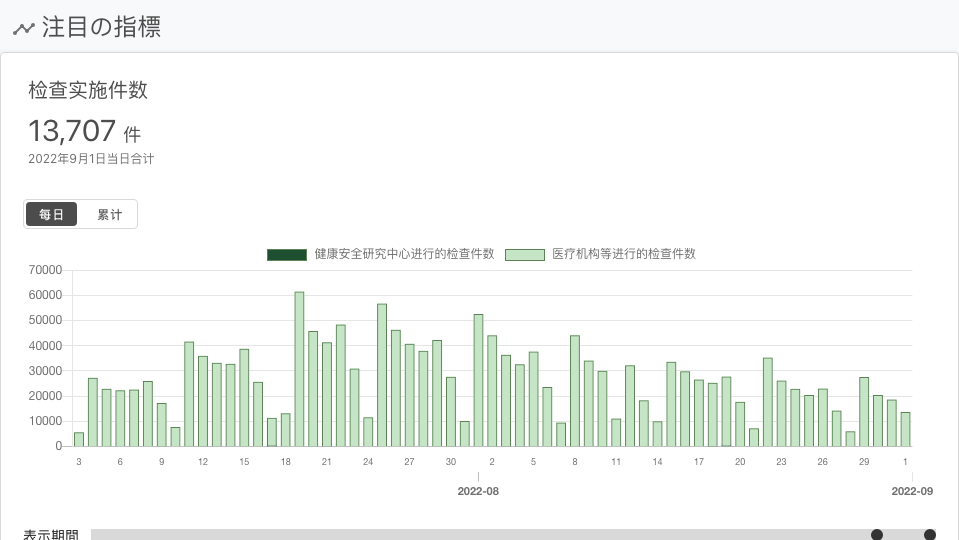 注目の指標
检查实施件数
13,707 件
2022年9月1日当日合计
每日 累计
健康安全研究中心进行的检查件数 医疗机构等进行的检查件数
70000
60000
50000
40000
30000
20000
10000
0
3 6 9 12 15 18 21 24 27 30 2 5 8 11 14 17 20 23 26 29 1
2022-08 2022-09
表示期間